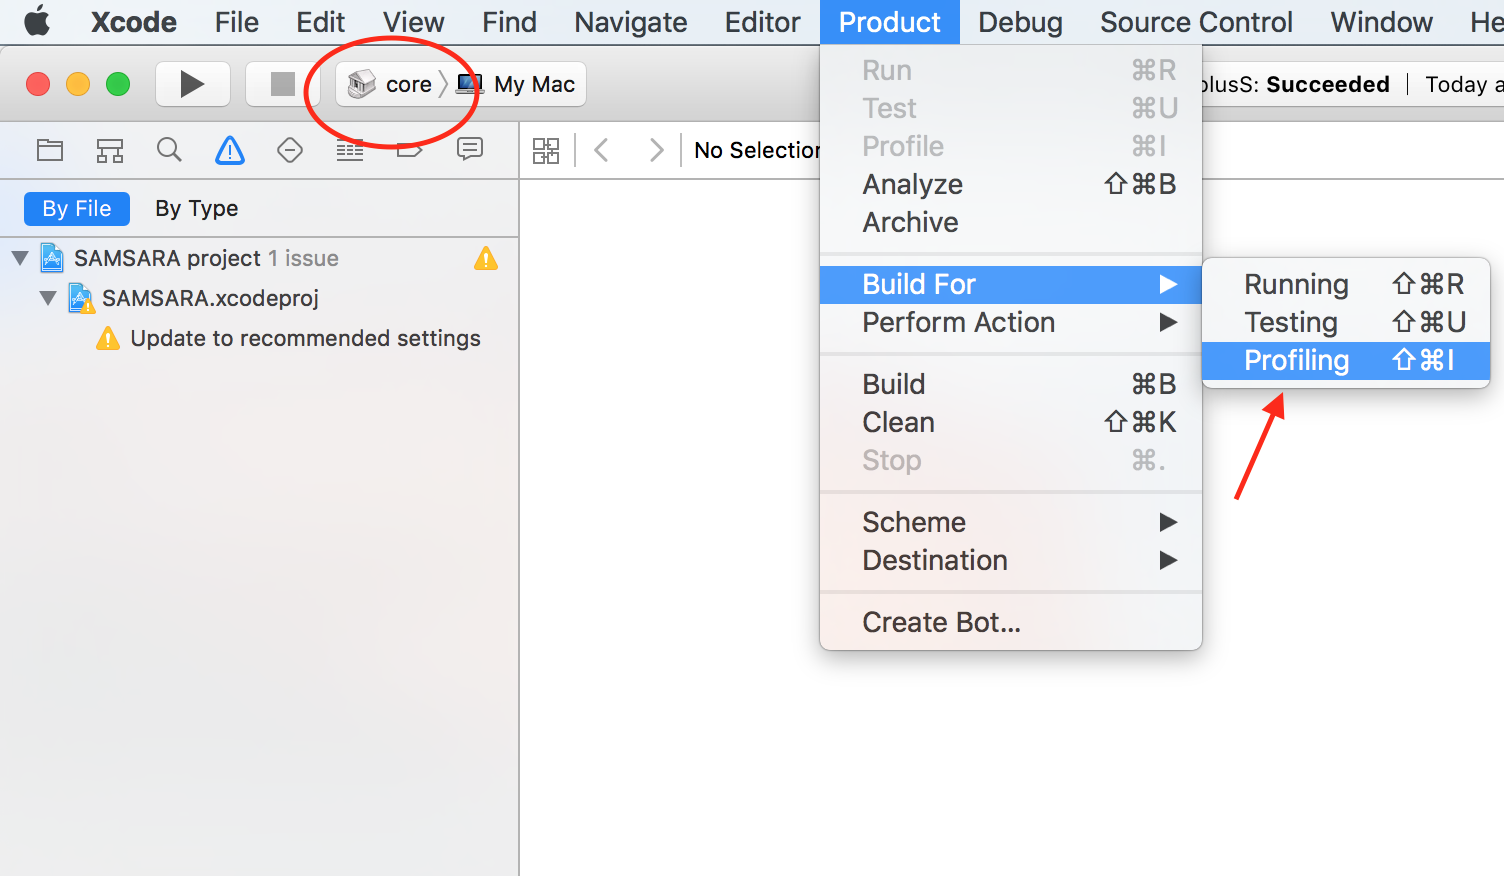 Xcode File Edit View Find Navigate Editor Product Debug Source Control Window He
core My Mac
plusS: Succeeded | Today a
No Selection
By File By Type
SAMSARA project 1 issue
SAMSARA.xcodeproj
Update to recommended settings
Run ⌘R
Test ⌘U
Profile ⌘I
Analyze ⇧⌘B
Archive
Build For
Perform Action
Build ⌘B
Clean ⇧⌘K
Stop ⌘.
Scheme
Destination
Create Bot...
Running ⇧⌘R
Testing ⇧⌘U
Profiling ⇧⌘I